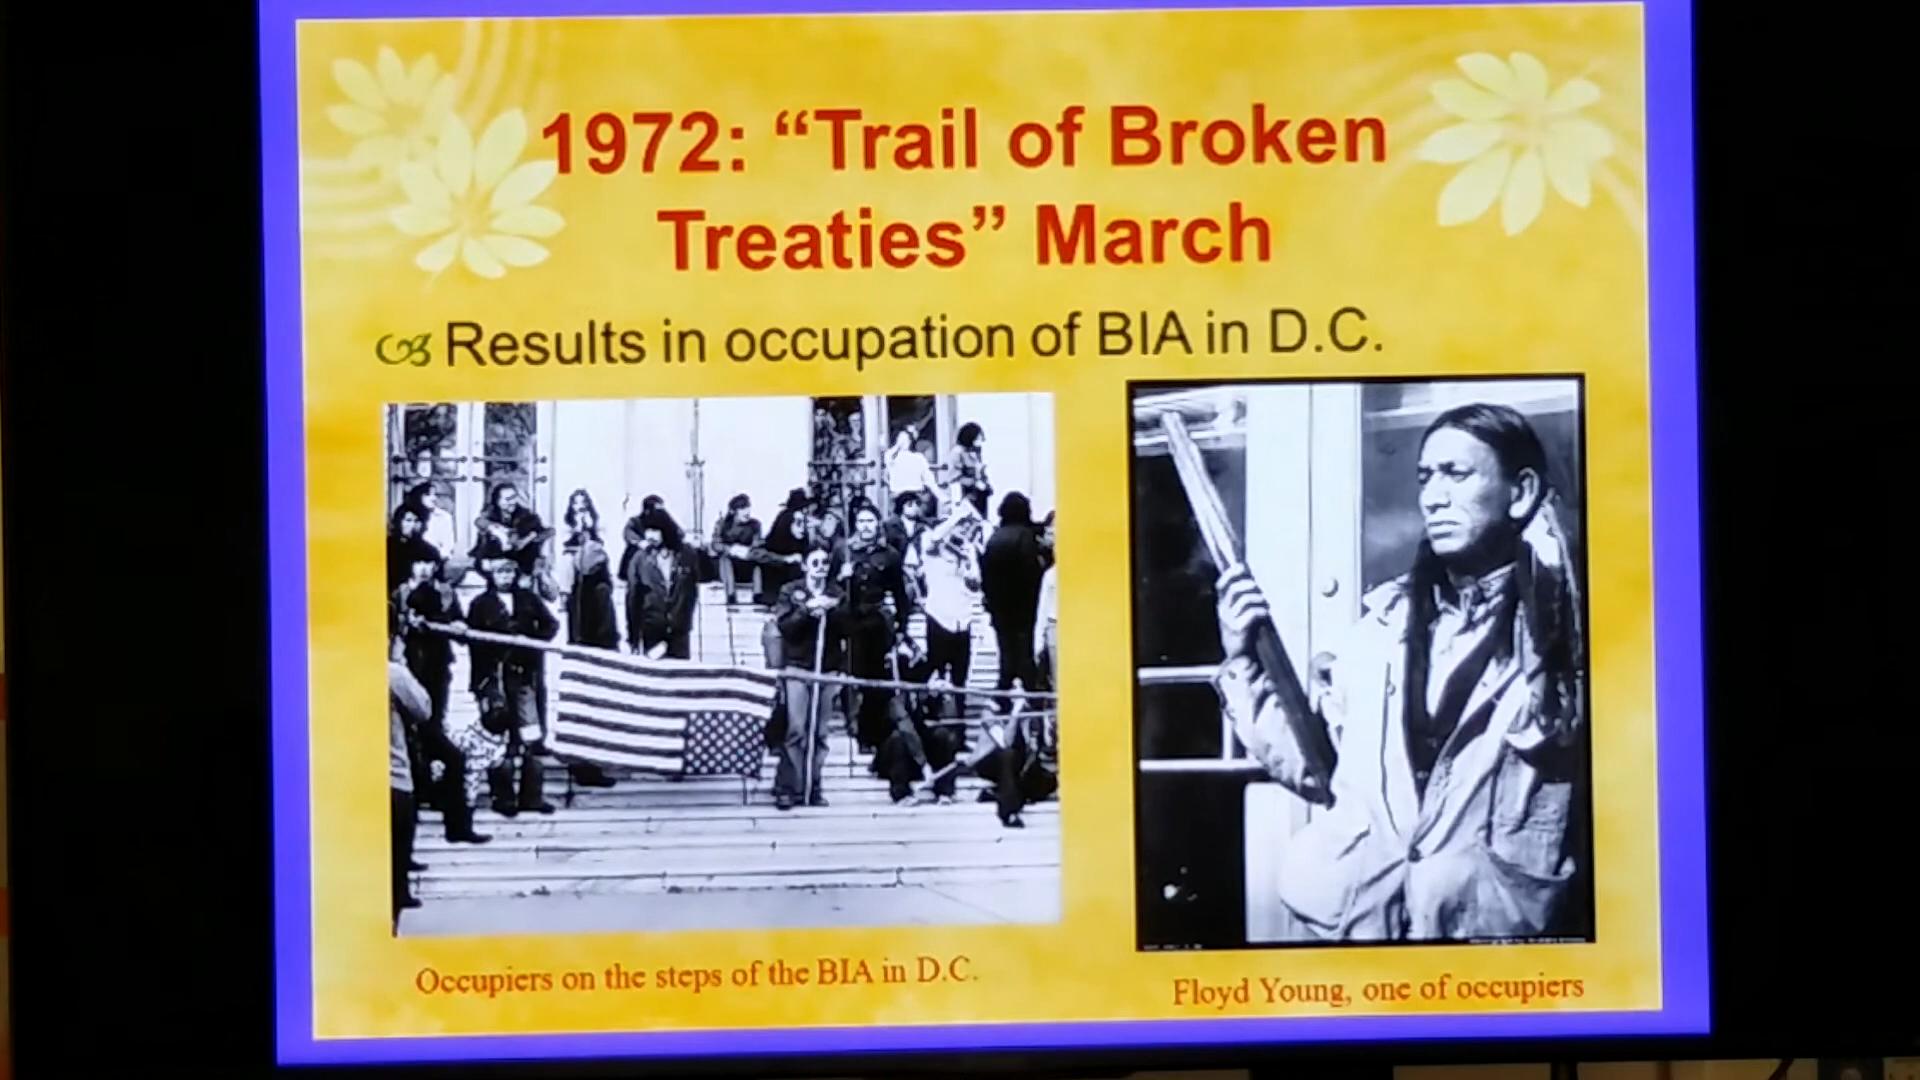 1972: “Trail of Broken
Treaties” March
Results in occupation of BIA in D.C.
Occupiers on the steps of the BIA in D.C.
Floyd Young, one of occupiers